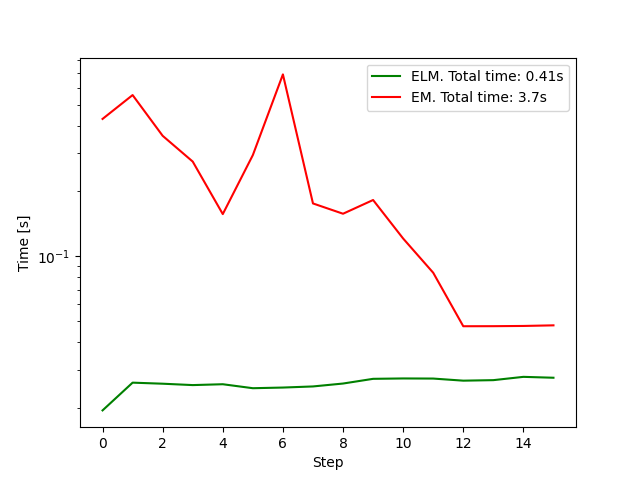 ELM. Total time: 0.41s
EM. Total time: 3.7s
Time [s]
10⁻¹
0 2 4 6 8 10 12 14
Step